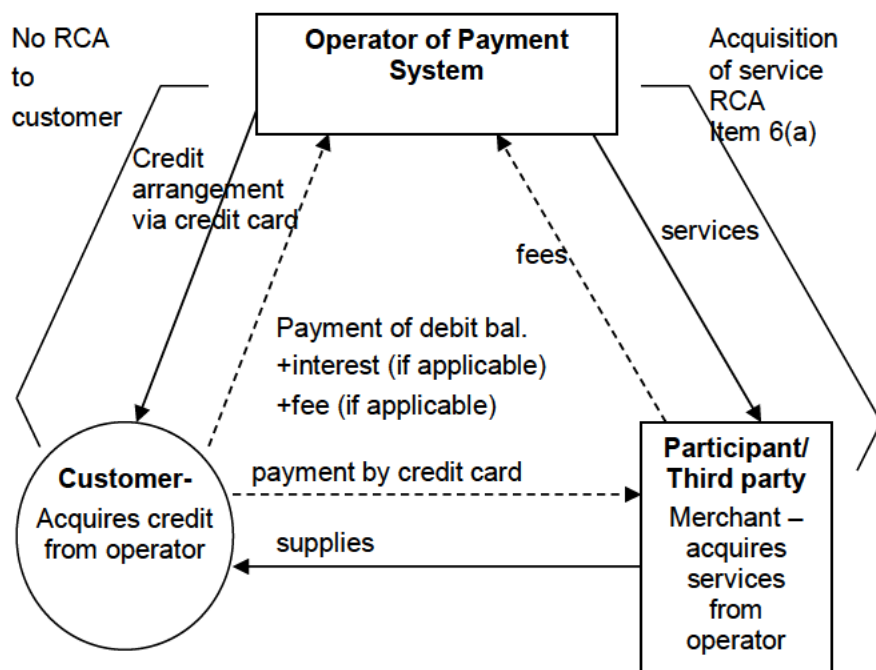 No RCA
to
customer
Operator of Payment
System
Acquisition
of service
RCA
Item 6(a)
Credit
arrangement
via credit card
services
fees
Payment of debit bal.
+interest (if applicable)
+fee (if applicable)
Customer-
Acquires credit
from operator
payment by credit card
supplies
Participant/
Third party
Merchant –
acquires
services
from
operator